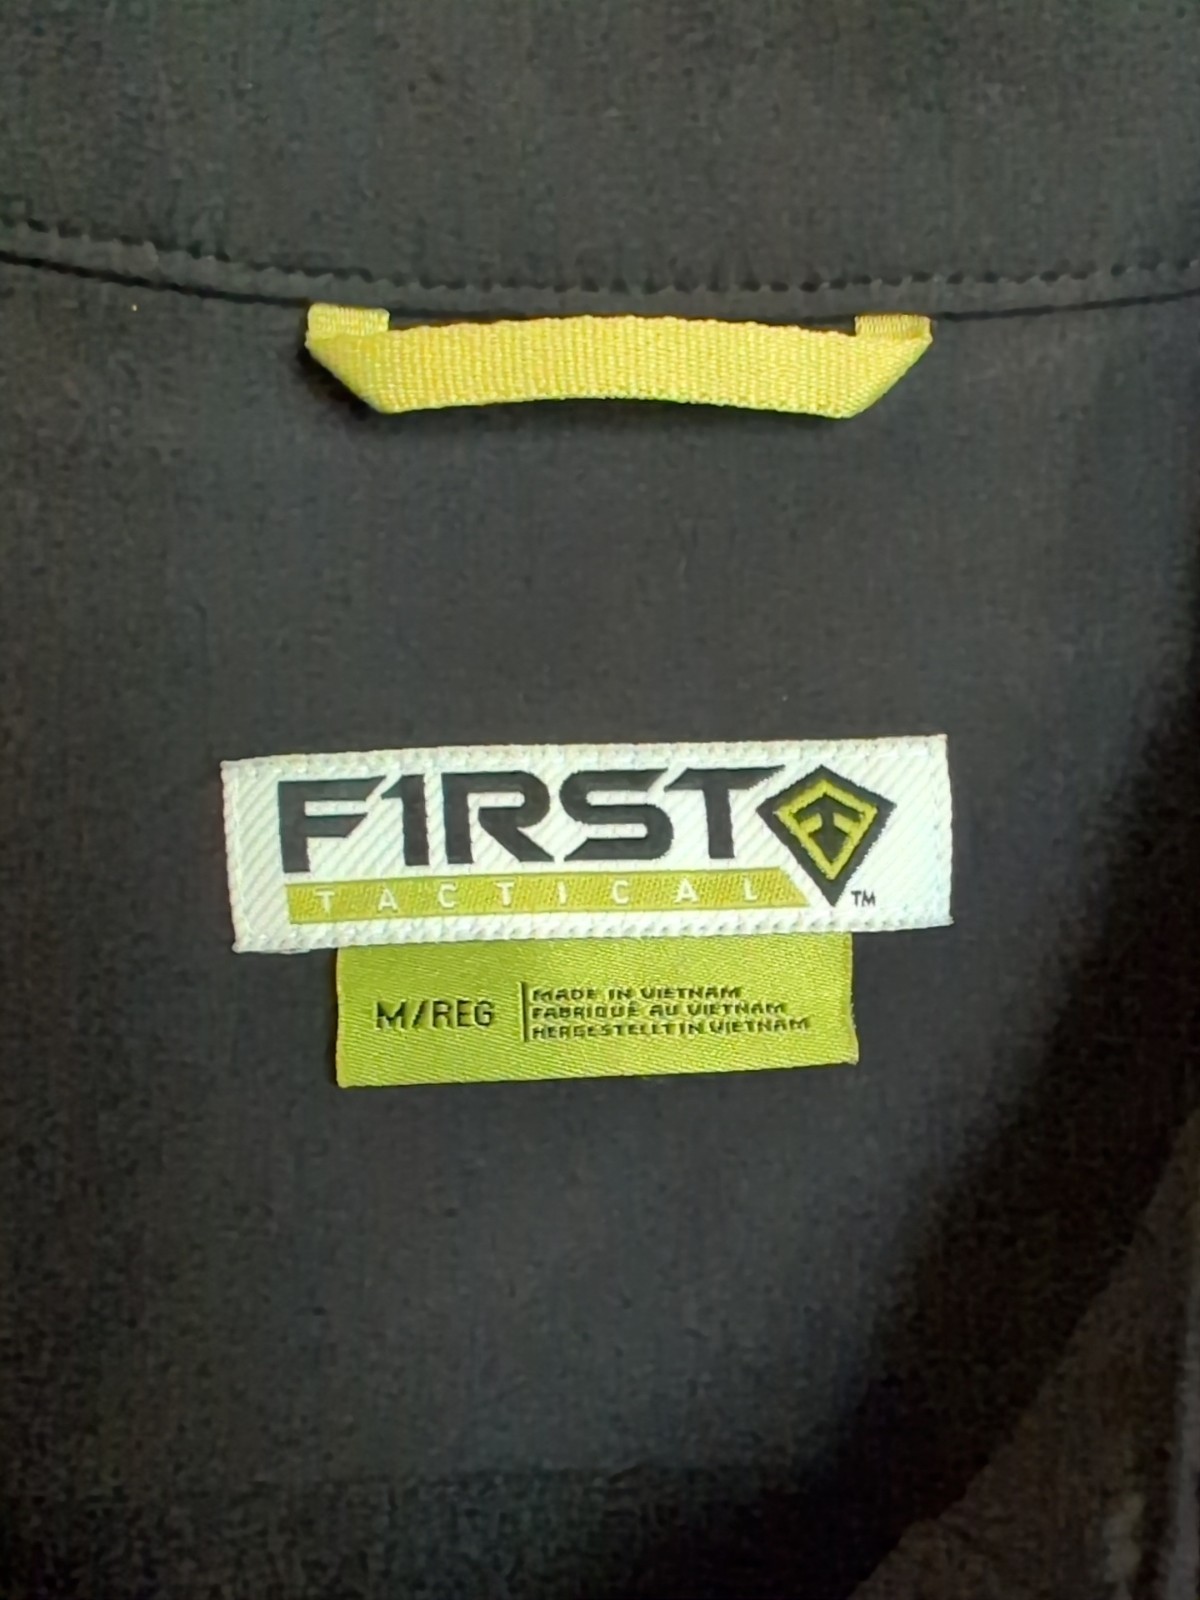 F1RST
TACTICAL
TM
M/REG
MADE IN VIETNAM
FABRIQUÉ AU VIETNAM
HERGESTELLT IN VIETNAM